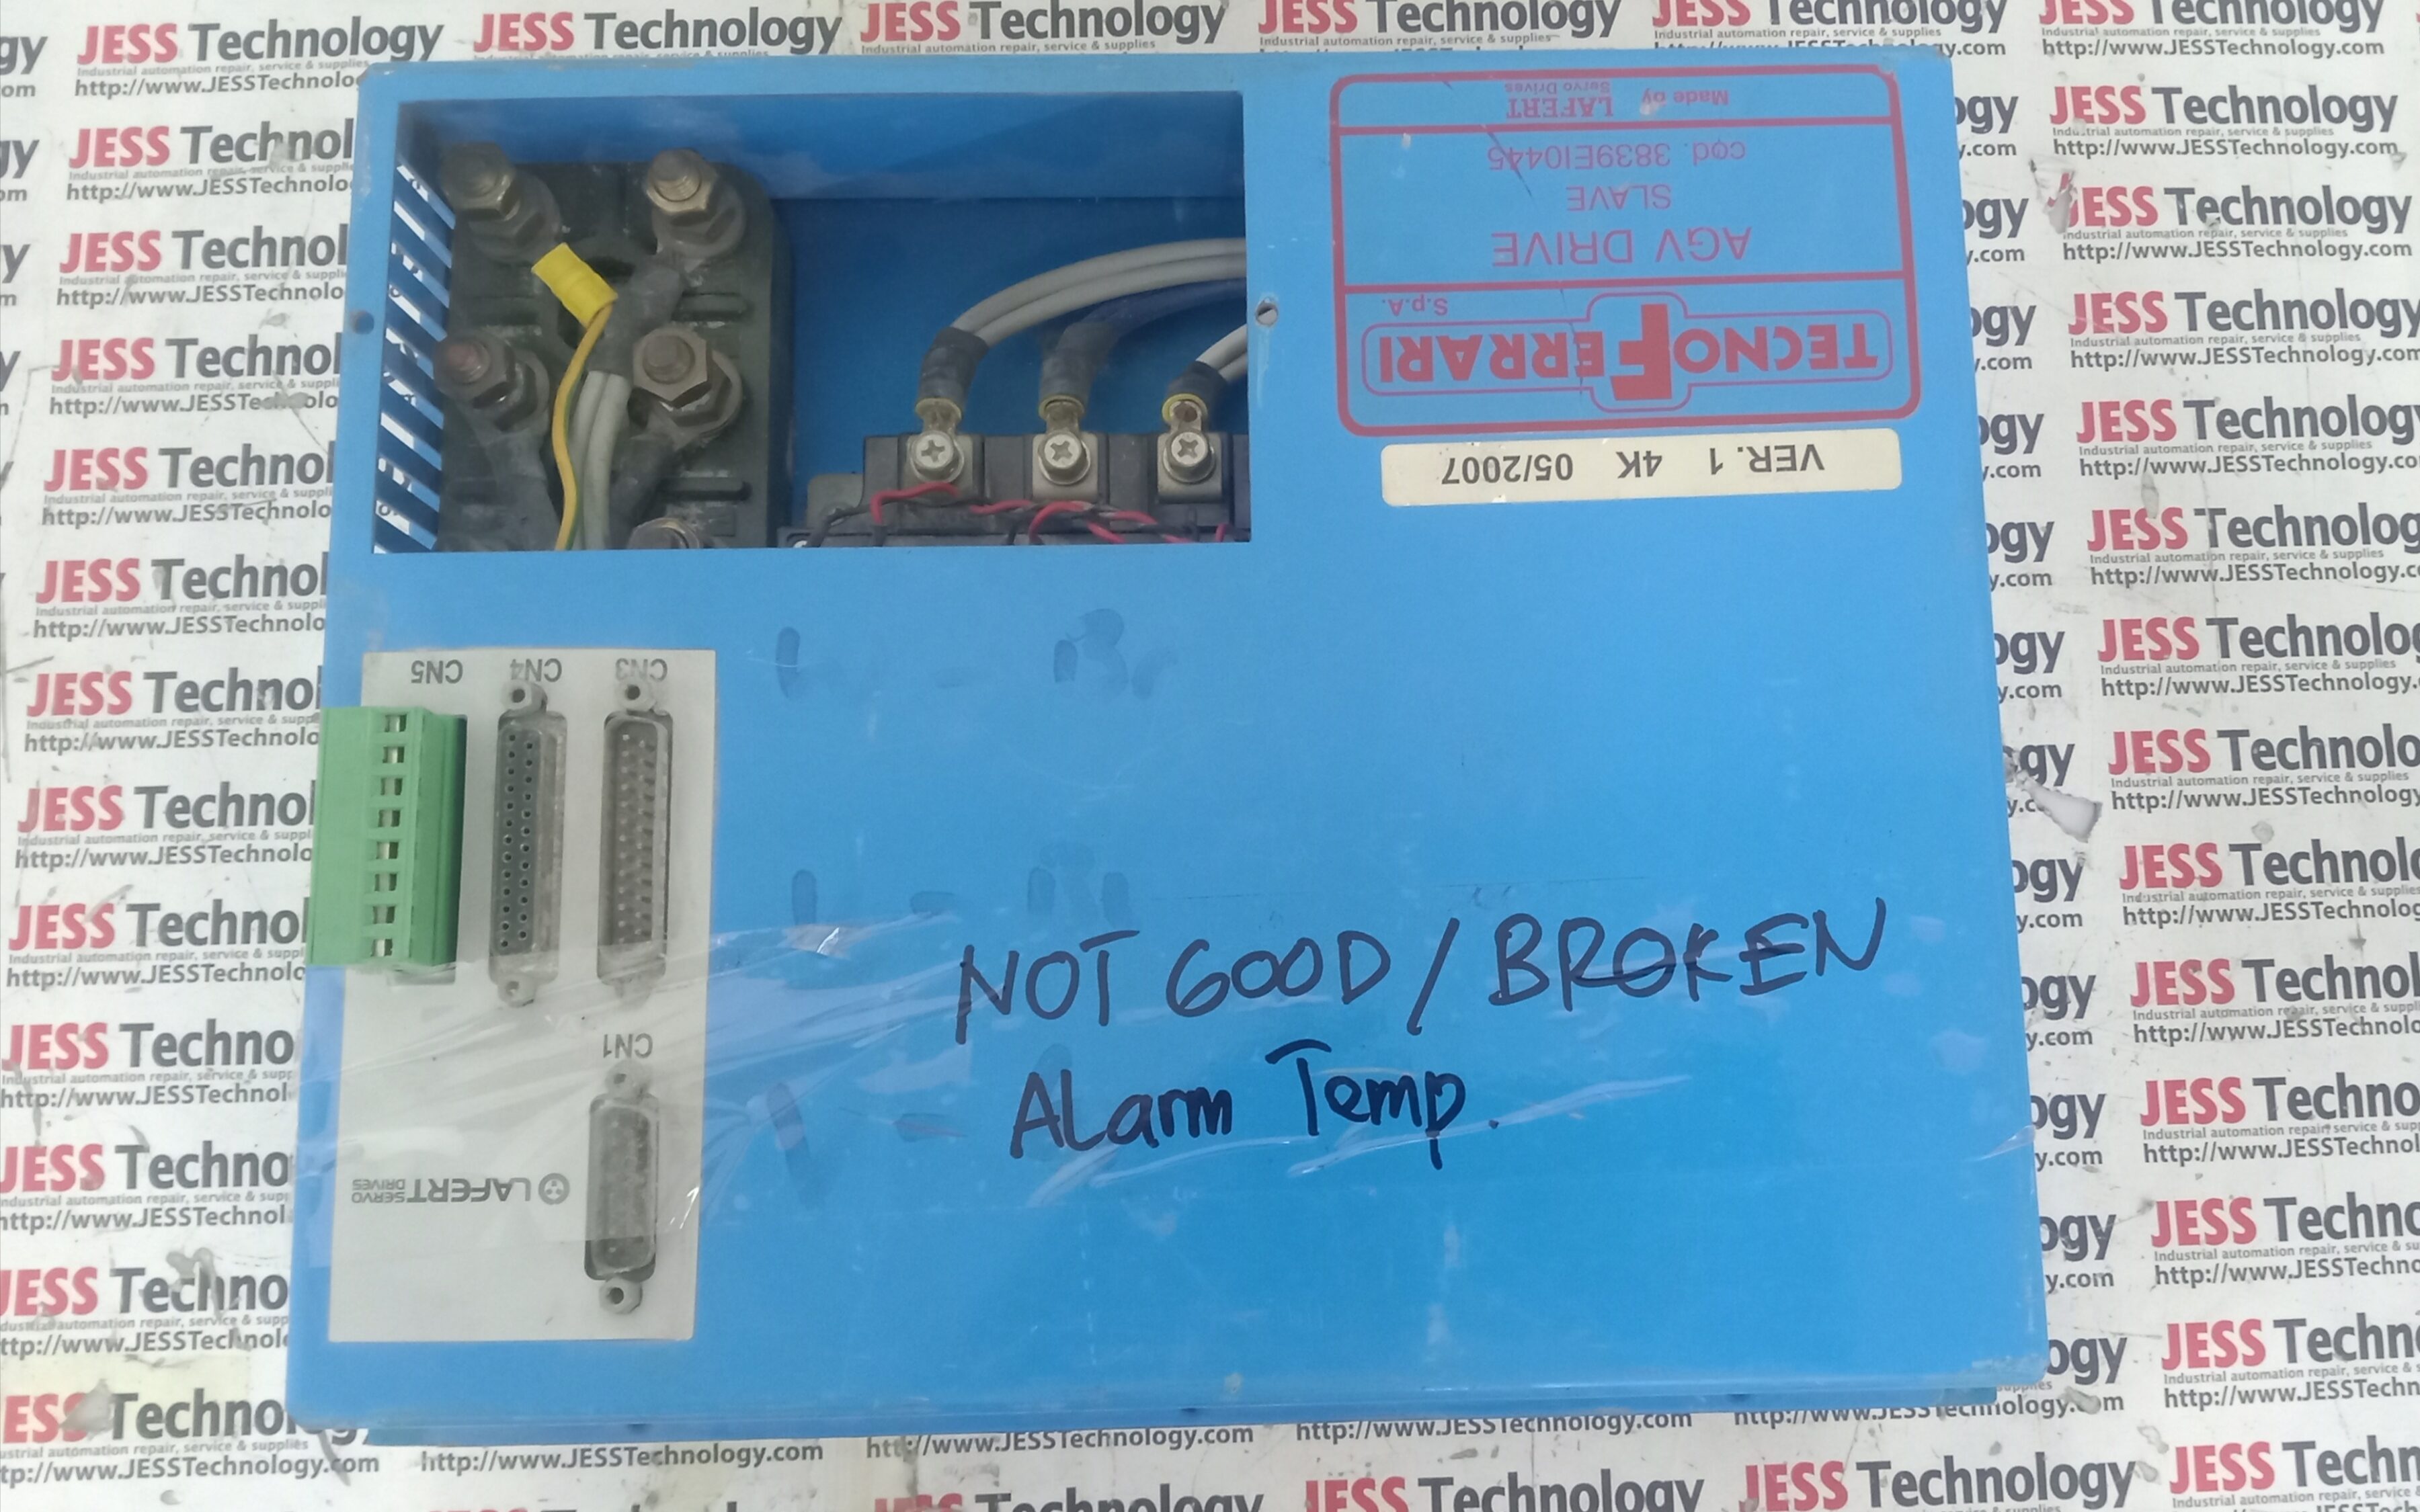 JESS Technology
Industrial automation repair, service & supplies
http://www.JESSTechnology.com
Made by LAFERT
Servo Drives
cod. 3839EI0445
SLAVE
AGV DRIVE
TECNOFERRARI
S.p.A.
VER. 1 4K 05/2007
CN5 CN4 CN3
CN1
LAFERT SERVO DRIVES
NOT GOOD / BROKEN
ALarm Temp.